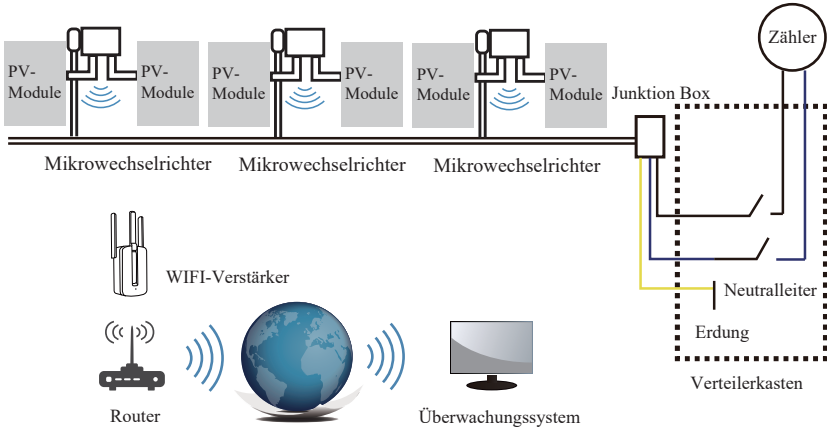 Zähler
PV-
Module
PV-
Module
PV-
Module
PV-
Module
PV-
Module
PV-
Module
Junktion Box
Mikrowechselrichter
Mikrowechselrichter
Mikrowechselrichter
WIFI-Verstärker
Neutralleiter
Erdung
Verteilerkasten
Router
Überwachungssystem